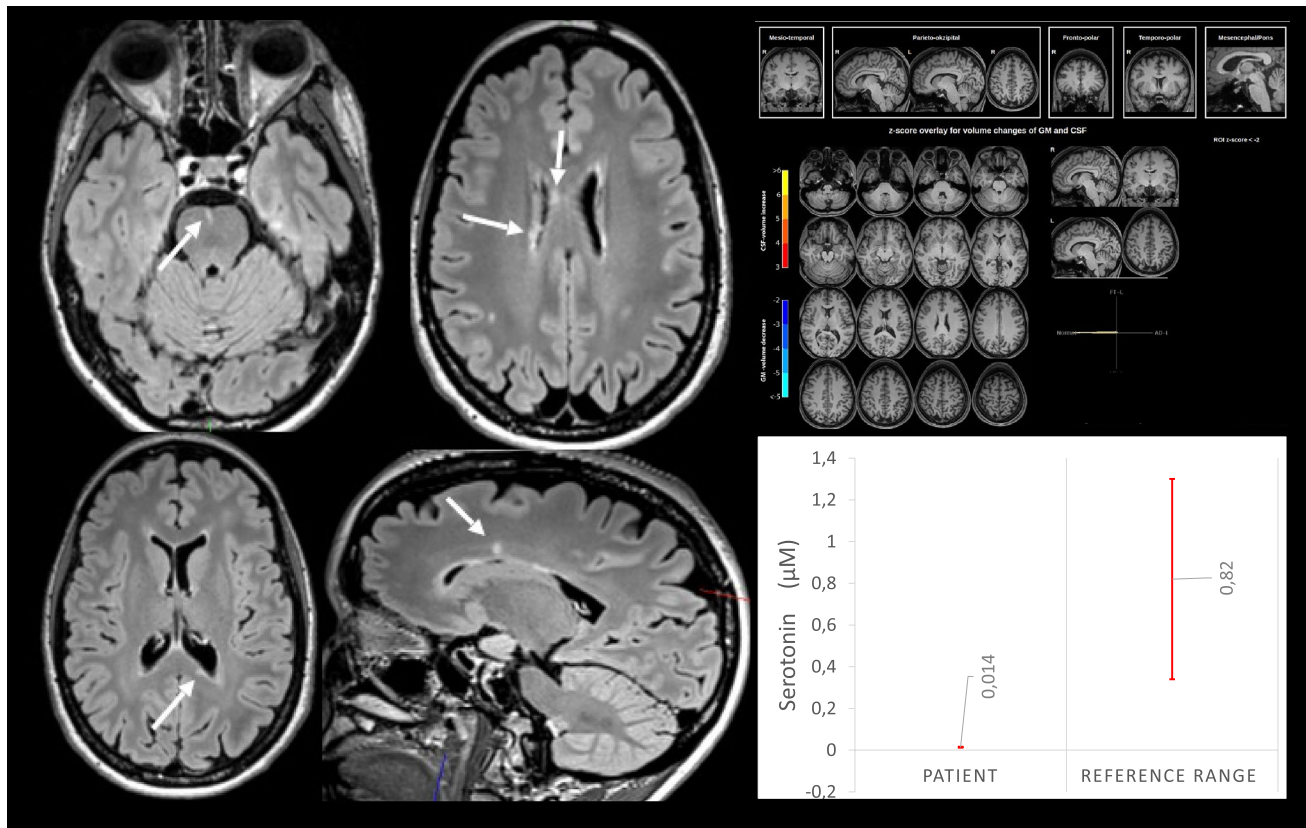 Mesio-temporal
Parieto-okzipital
Fronto-polar
Temporo-polar
Mesencephal/Pons
R
R
L
R
R
R
z-score overlay for volume changes of GM and CSF
ROI z-score < -2
CSF-volume increase
>6
6
5
4
3
GM -volume decrease
-2
-3
-4
-5
<-5
R
L
FT-L
Normal
AD-L
Serotonin (µM)
1,4
1,2
1
0,8
0,6
0,4
0,2
0
-0,2
0,014
0,82
PATIENT
REFERENCE RANGE